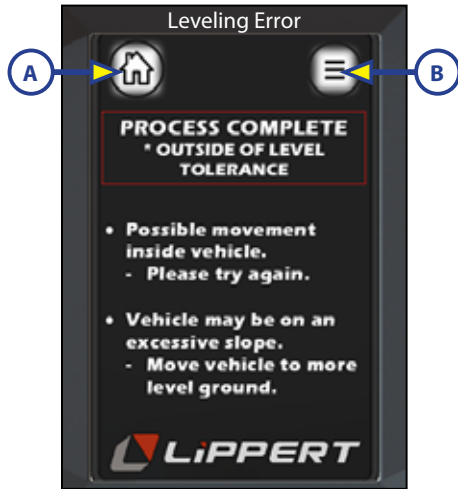 Leveling Error
A
B
PROCESS COMPLETE
* OUTSIDE OF LEVEL
TOLERANCE
• Possible movement
inside vehicle.
- Please try again.
• Vehicle may be on an
excessive slope.
- Move vehicle to more
level ground.
LiPPERT